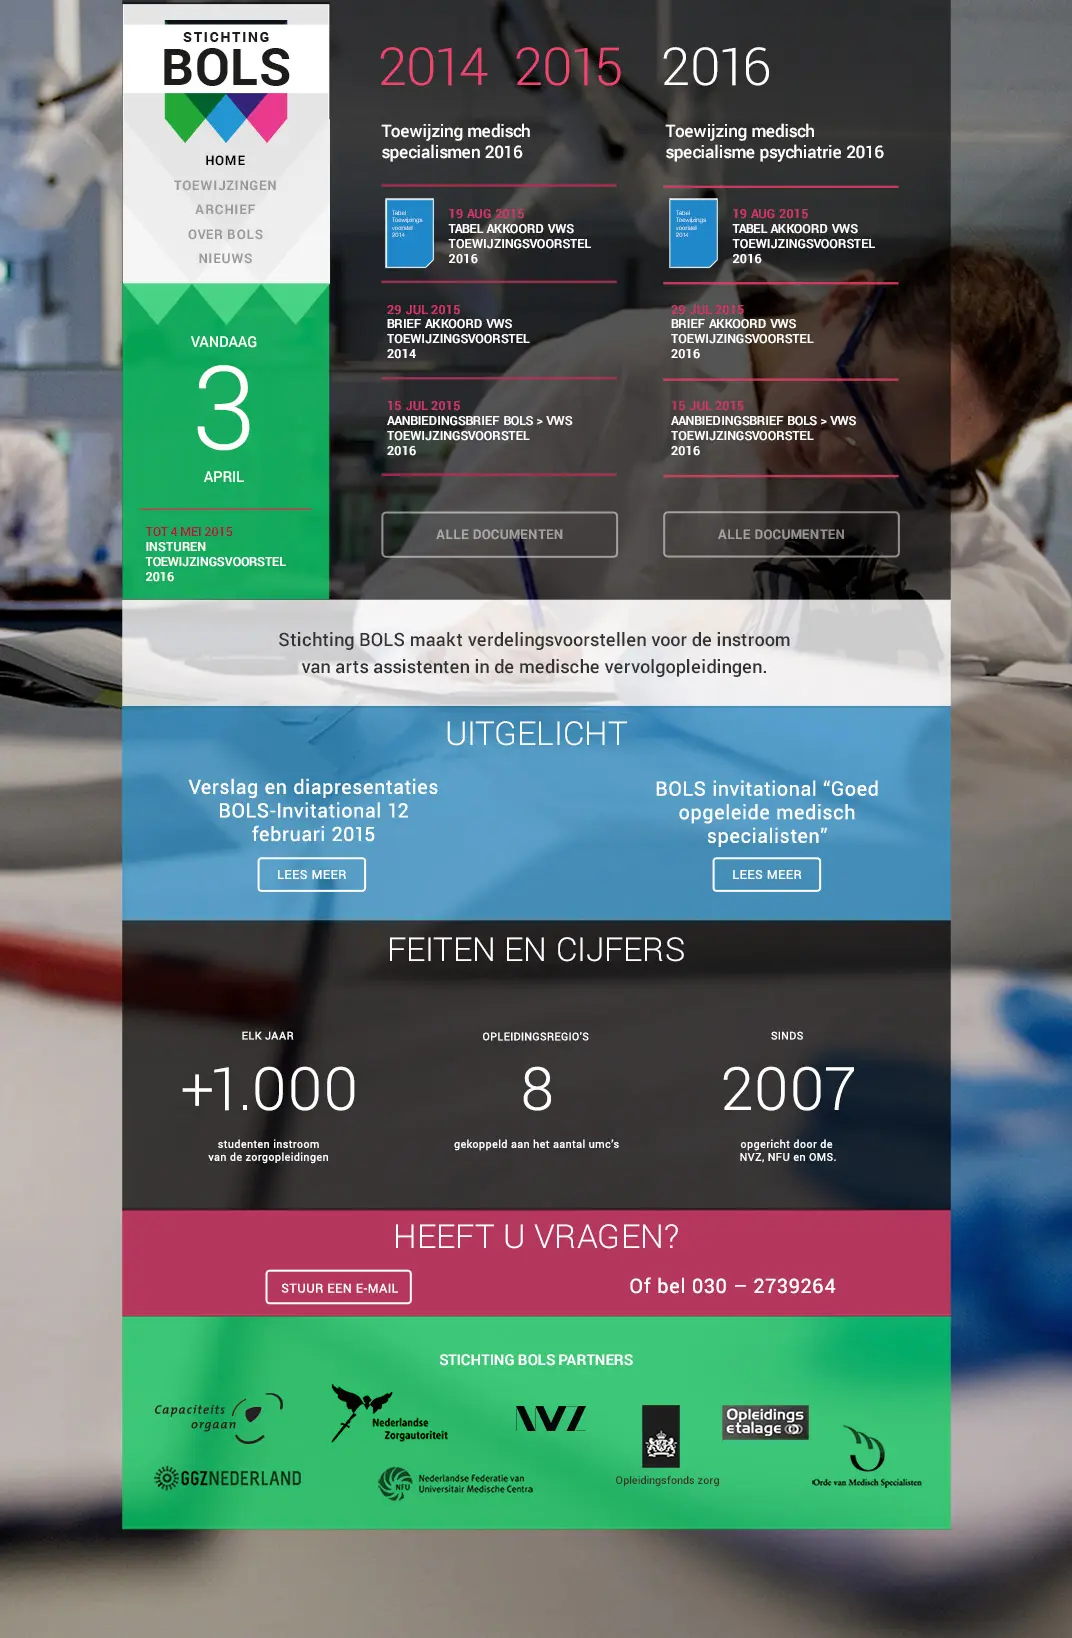 STICHTING
BOLS
HOME
TOEWIJZINGEN
ARCHIEF
OVER BOLS
NIEUWS
VANDAAG
3
APRIL
TOT 4 MEI 2015
INSTUREN
TOEWIJZINGSVOORSTEL
2016
2014 2015 2016
Toewijzing medisch
specialismen 2016
Tabel
Toewijzings
voorstel
2014
19 AUG 2015
TABEL AKKOORD VWS
TOEWIJZINGSVOORSTEL
2016
29 JUL 2015
BRIEF AKKOORD VWS
TOEWIJZINGSVOORSTEL
2014
15 JUL 2015
AANBIEDINGSBRIEF BOLS > VWS
TOEWIJZINGSVOORSTEL
2016
ALLE DOCUMENTEN
Toewijzing medisch
specialisme psychiatrie 2016
Tabel
Toewijzings
voorstel
2014
19 AUG 2015
TABEL AKKOORD VWS
TOEWIJZINGSVOORSTEL
2016
29 JUL 2015
BRIEF AKKOORD VWS
TOEWIJZINGSVOORSTEL
2016
15 JUL 2015
AANBIEDINGSBRIEF BOLS > VWS
TOEWIJZINGSVOORSTEL
2016
ALLE DOCUMENTEN
Stichting BOLS maakt verdelingsvoorstellen voor de instroom
van arts assistenten in de medische vervolgopleidingen.
UITGELICHT
Verslag en diapresentaties
BOLS-Invitational 12
februari 2015
LEES MEER
BOLS invitational “Goed
opgeleide medisch
specialisten”
LEES MEER
FEITEN EN CIJFERS
ELK JAAR
+1.000
studenten instroom
van de zorgopleidingen
OPLEIDINGSREGIO'S
8
gekoppeld aan het aantal umc's
SINDS
2007
opgericht door de
NVZ, NFU en OMS.
HEEFT U VRAGEN?
STUUR EEN E-MAIL
Of bel 030 – 2739264
STICHTING BOLS PARTNERS
Capaciteits
orgaan
Nederlandse
Zorgautoriteit
NVZ
Opleidingsfonds zorg
Opleidings
etalage
Orde van Medisch Specialisten
GGZNEDERLAND
NFU
Nederlandse Federatie van
Universitair Medische Centra